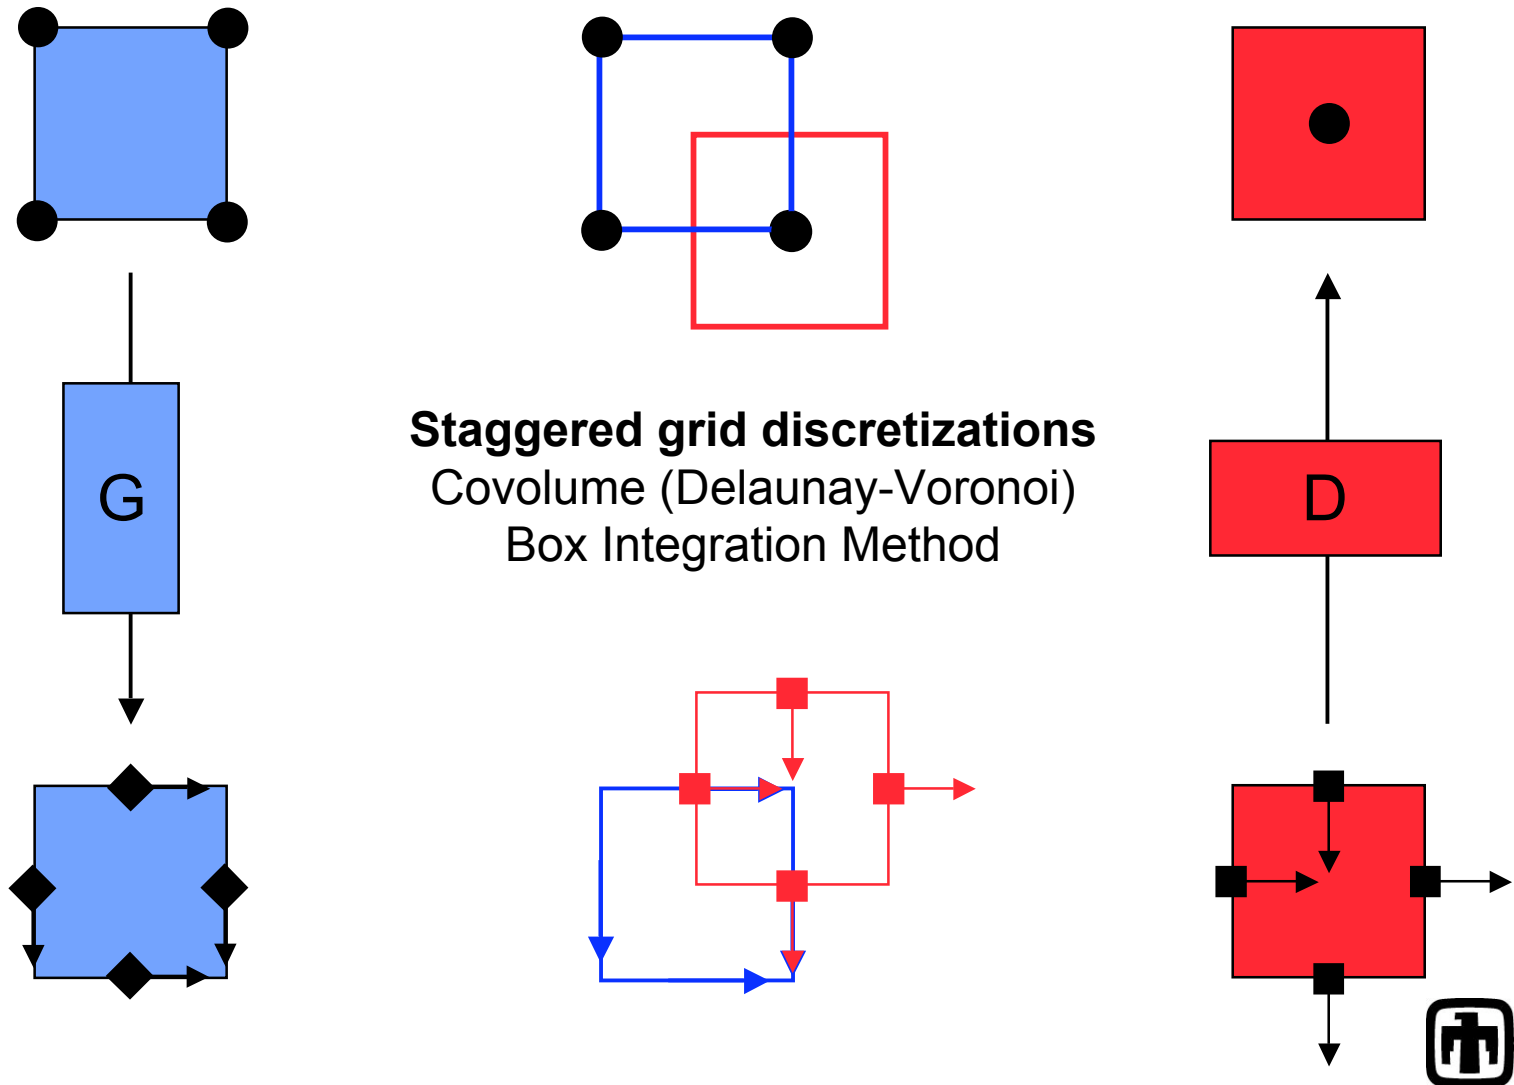 G
Staggered grid discretizations
Covolume (Delaunay-Voronoi)
Box Integration Method
D